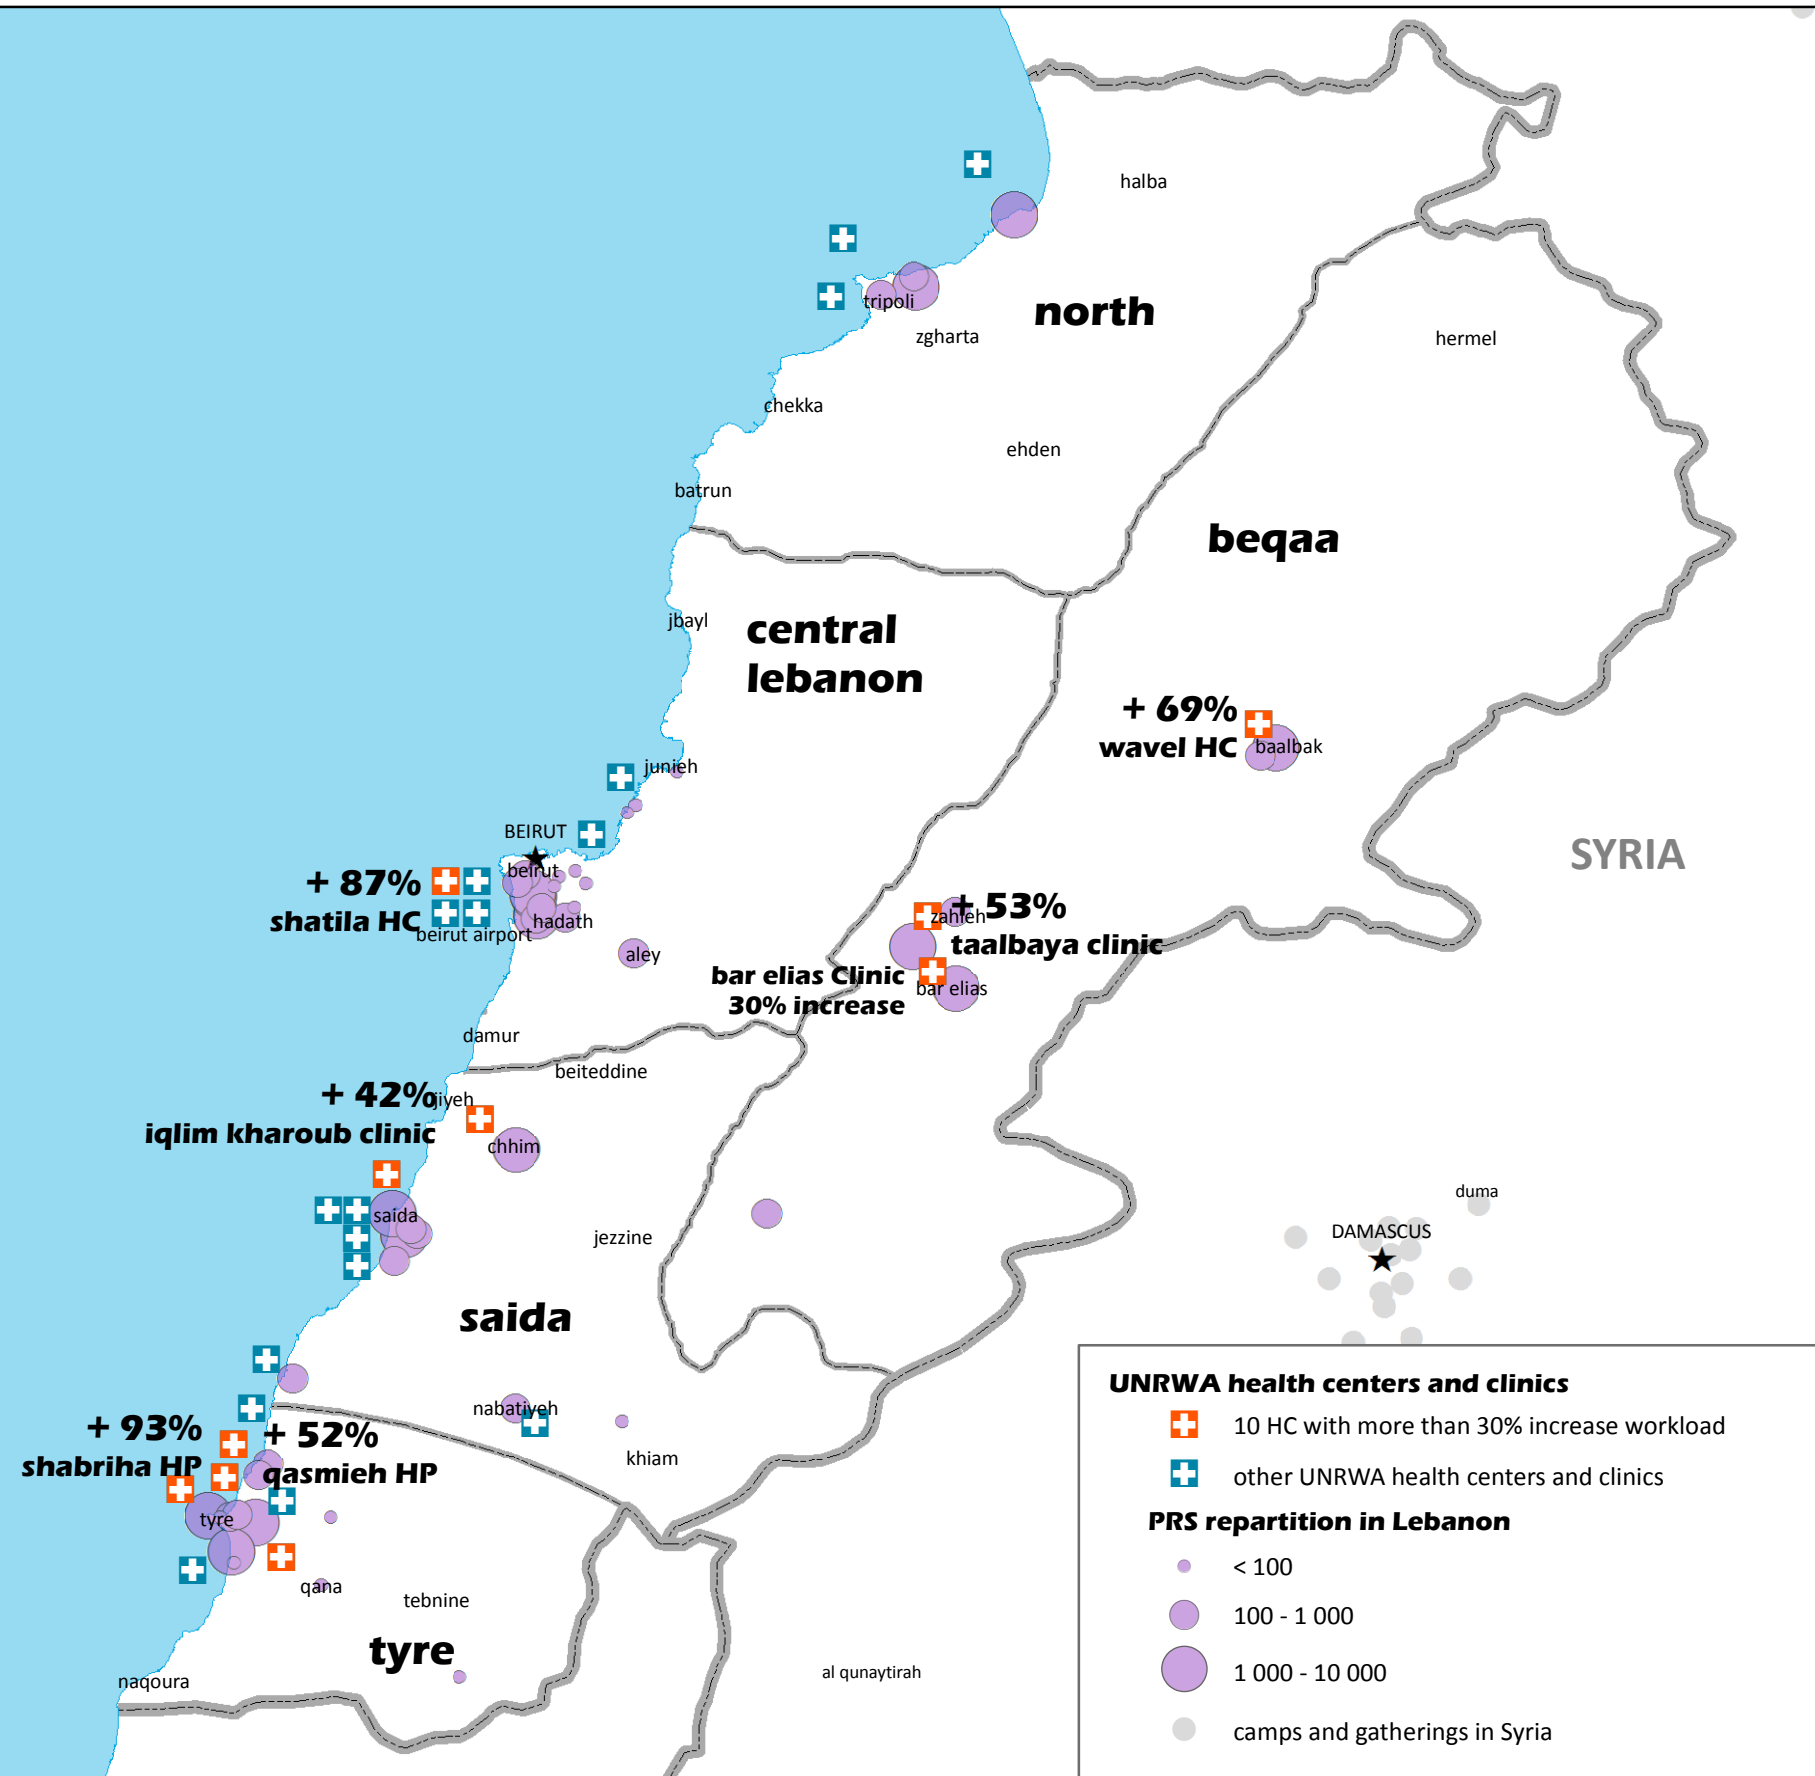 halba
tripoli
north
zgharta
hermel
chekka
ehden
batrun
beqaa
jbayl
central
lebanon
+ 69%
wavel HC
baalbak
junieh
BEIRUT
beirut
SYRIA
+ 87%
shatila HC
hadath
beirut airport
aley
zahleh
+ 53%
taalbaya clinic
bar elias Clinic
30% increase
bar elias
damur
beiteddine
+ 42%
jiyeh
iqlim kharoub clinic
chhim
saida
jezzine
duma
DAMASCUS
saida
nabatiyeh
+ 93%
shabriha HP
+ 52%
qasmieh HP
khiam
tyre
qana
tebnine
tyre
naqoura
al qunaytirah
UNRWA health centers and clinics
10 HC with more than 30% increase workload
other UNRWA health centers and clinics
PRS repartition in Lebanon
< 100
100 - 1 000
1 000 - 10 000
camps and gatherings in Syria